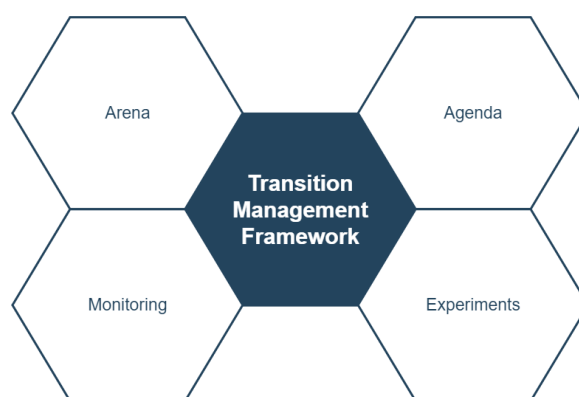 Arena
Agenda
Transition
Management
Framework
Monitoring
Experiments